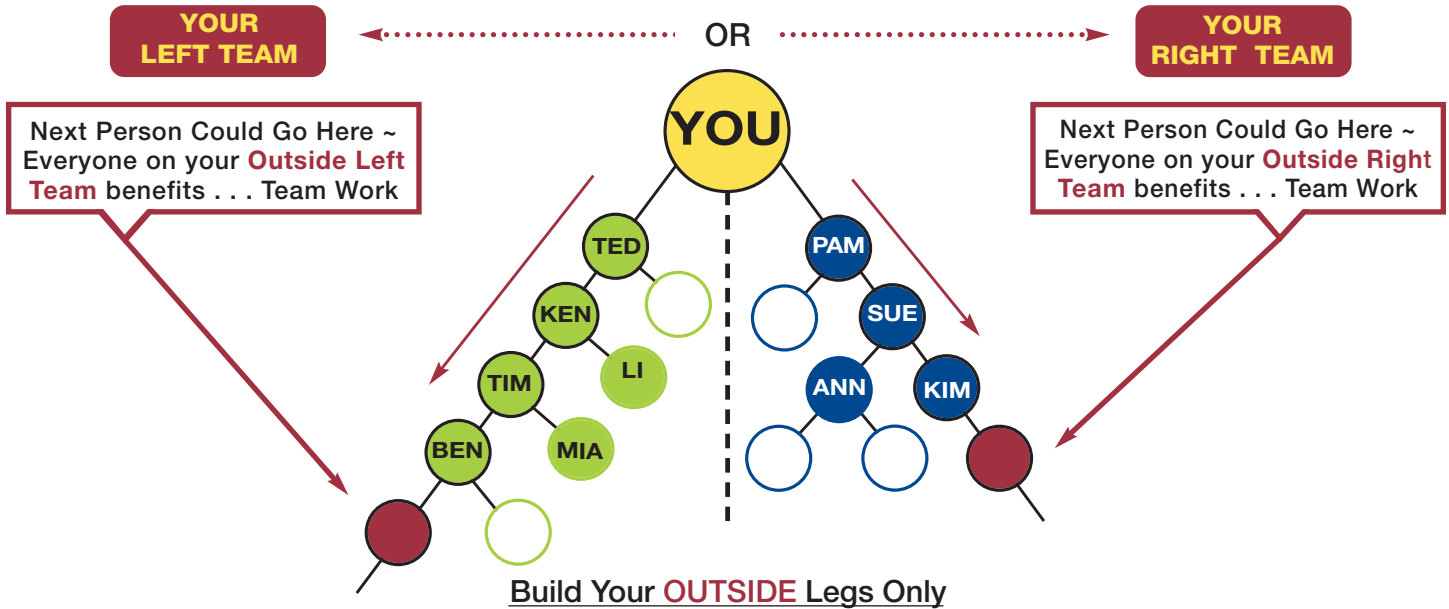 YOUR
LEFT TEAM
OR
YOUR
RIGHT TEAM
Next Person Could Go Here ~
Everyone on your Outside Left
Team benefits . . . Team Work
YOU
Next Person Could Go Here ~
Everyone on your Outside Right
Team benefits . . . Team Work
TED
PAM
KEN
SUE
TIM
LI
ANN
KIM
BEN
MIA
Build Your OUTSIDE Legs Only